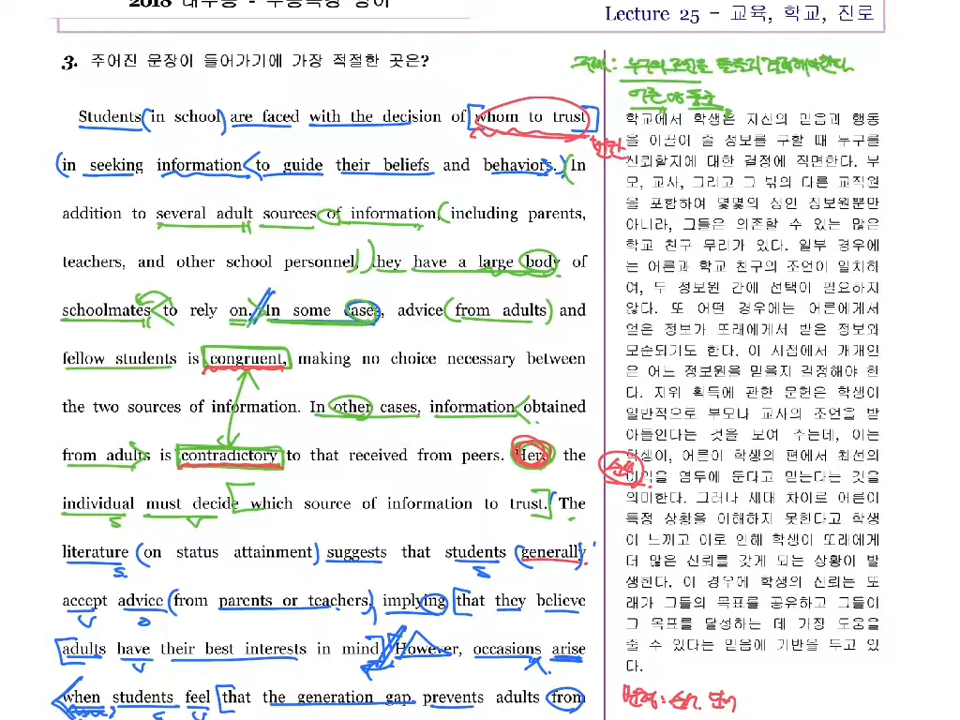 Lecture 25 - 교육, 학교, 진로
3. 주어진 문장이 들어가기에 가장 적절한 곳은?
Students in school are faced with the decision of whom to trust
in seeking information to guide their beliefs and behaviors. In
addition to several adult sources of information, including parents,
teachers, and other school personnel, they have a large body of
schoolmates to rely on. In some cases, advice from adults and
fellow students is congruent, making no choice necessary between
the two sources of information. In other cases, information obtained
from adults is contradictory to that received from peers. Here the
individual must decide which source of information to trust. The
literature on status attainment suggests that students generally
accept advice from parents or teachers, implying that they believe
adults have their best interests in mind. However, occasions arise
when students feel that the generation gap prevents adults from
학교에서 학생은 자신의 믿음과 행동
을 이끌어 줄 정보를 구할 때 누구를
신뢰할지에 대한 결정에 직면한다. 부
모, 교사, 그리고 그 밖의 다른 교직원
을 포함하여 몇몇의 성인 정보원뿐만
아니라, 그들은 의존할 수 있는 많은
학교 친구 무리가 있다. 일부 경우에
는 어른과 학교 친구의 조언이 일치하
여, 두 정보원 간에 선택이 필요하지
않다. 또 어떤 경우에는 어른에게서
얻은 정보가 또래에게서 받은 정보와
모순되기도 한다. 이 시점에서 개개인
은 어느 정보원을 믿을지 결정해야 한
다. 지위 획득에 관한 문헌은 학생이
일반적으로 부모나 교사의 조언을 받
아들인다는 것을 보여 주는데, 이는
학생이, 어른이 학생의 편에서 최선의
이익을 염두에 둔다고 믿는다는 것을
의미한다. 그러나 세대 차이로 어른이
특정 상황을 이해하지 못한다고 학생
이 느끼고 이로 인해 학생이 또래에게
더 많은 신뢰를 갖게 되는 상황이 발
생한다. 이 경우에 학생의 신뢰는 또
래가 그들의 목표를 공유하고 그들이
그 목표를 달성하는 데 가장 도움을
줄 수 있다는 믿음에 기반을 두고 있
다.